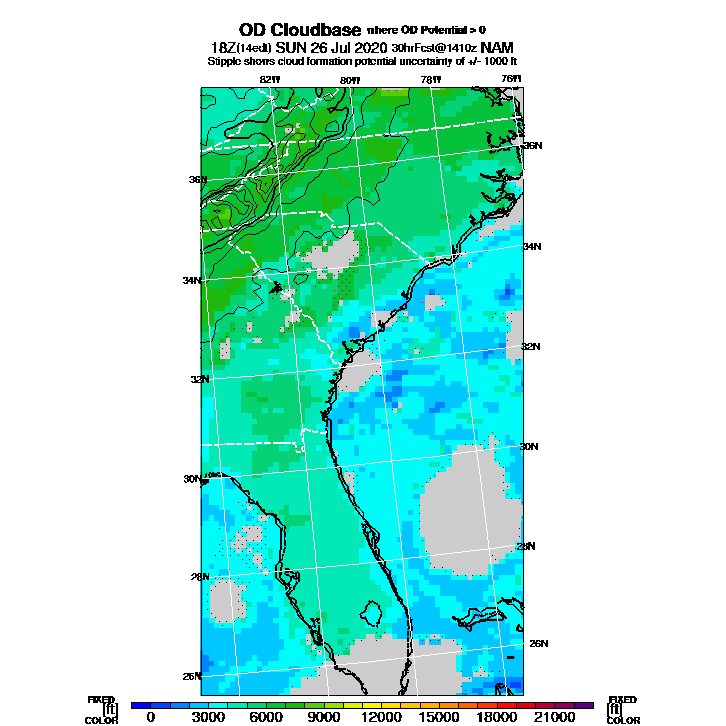 OD Cloudbase where OD Potential > 0
18Z(14edt) SUN 26 Jul 2020 30hrFcst@1410z NAM
Stipple shows cloud formation potential uncertainty of +/- 1000 ft
82W 80W 78W 76W
36N 36N
34N 34N
32N 32N
30N 30N
28N 28N
26N 26N
FIXED FIXED
[ft] 0 3000 6000 9000 12000 15000 18000 21000 [ft]
COLOR COLOR